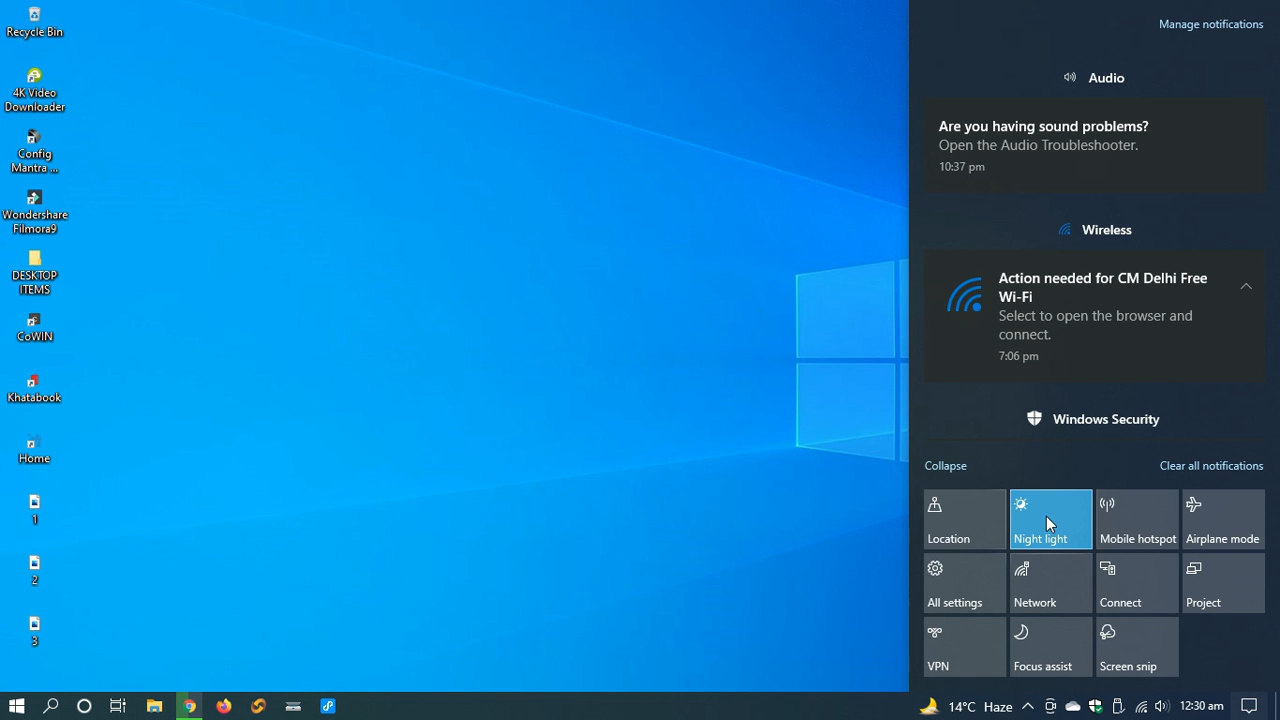 Recycle Bin
4K Video
Downloader
Config
Mantra ...
Wondershare
Filmora9
DESKTOP
ITEMS
CoWIN
Khatabook
Home
1
2
3
Manage notifications
Audio
Are you having sound problems?
Open the Audio Troubleshooter.
10:37 pm
Wireless
Action needed for CM Delhi Free
Wi-Fi
Select to open the browser and
connect.
7:06 pm
Windows Security
Collapse
Clear all notifications
Location
Night light
Mobile hotspot
Airplane mode
All settings
Network
Connect
Project
VPN
Focus assist
Screen snip
14°C Haze
12:30 am